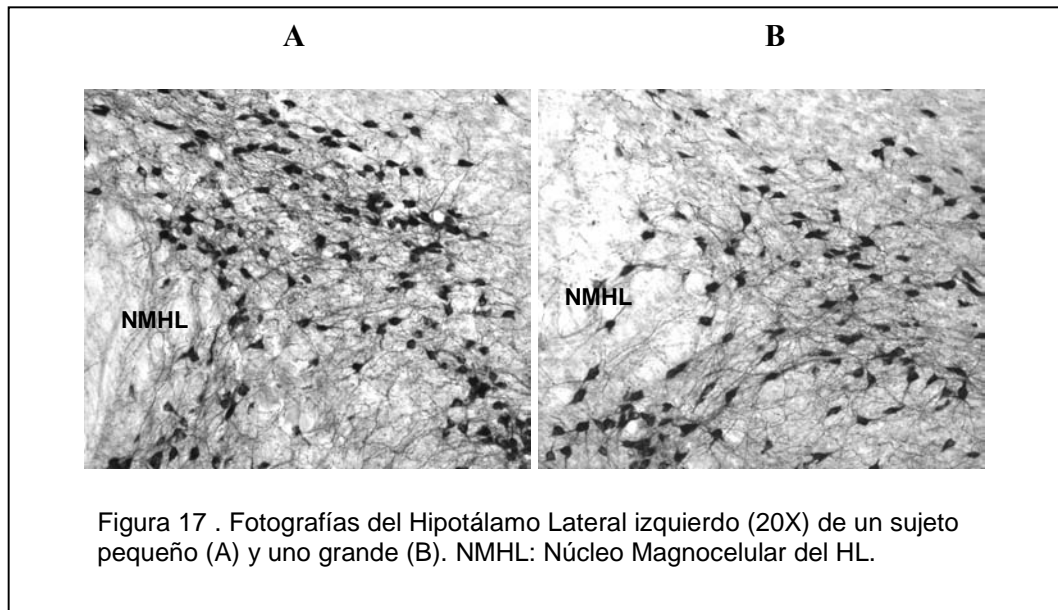 A B
NMHL NMHL
Figura 17 . Fotografías del Hipotálamo Lateral izquierdo (20X) de un sujeto
pequeño (A) y uno grande (B). NMHL: Núcleo Magnocelular del HL.